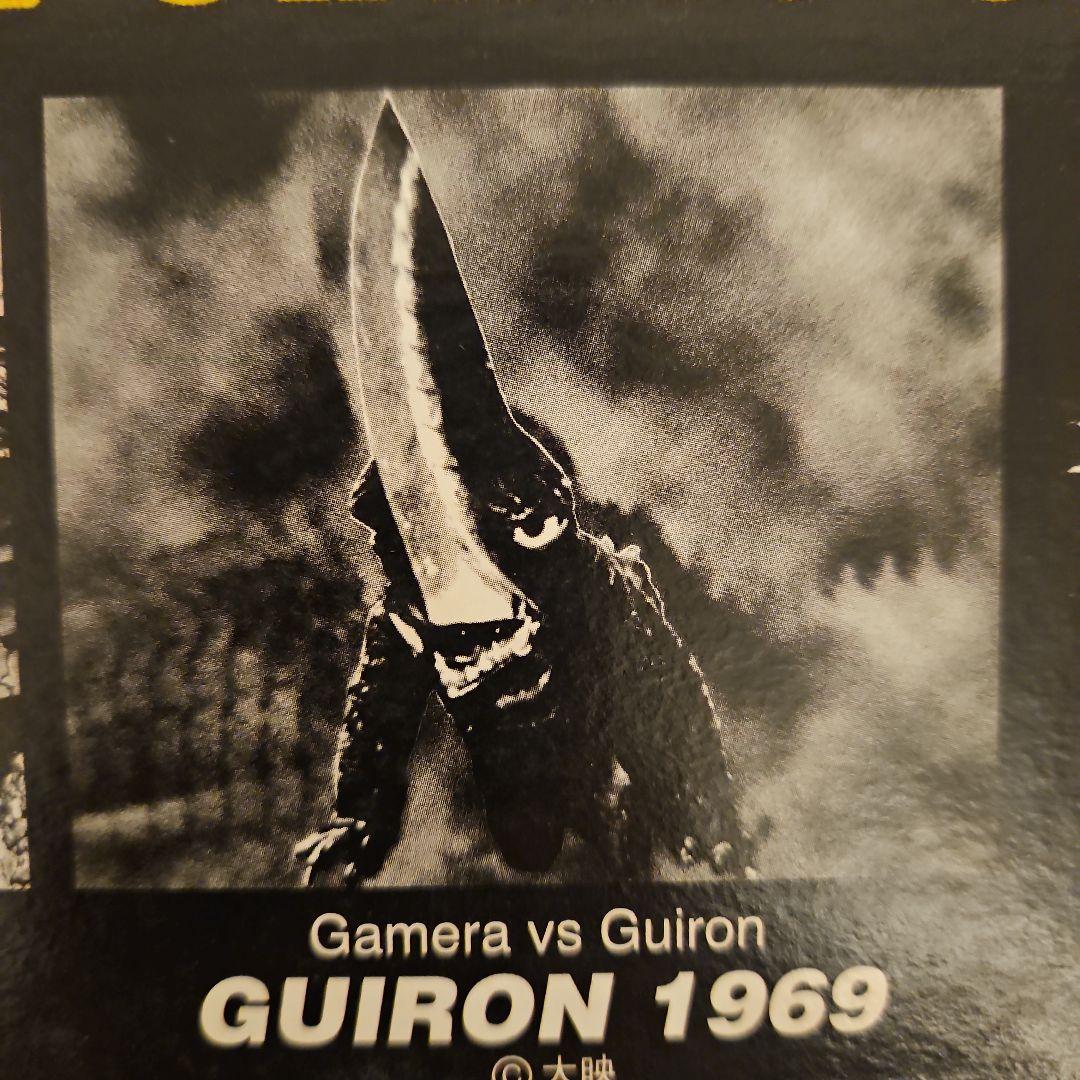 Gamera vs Guiron
GUIRON 1969
© 大映